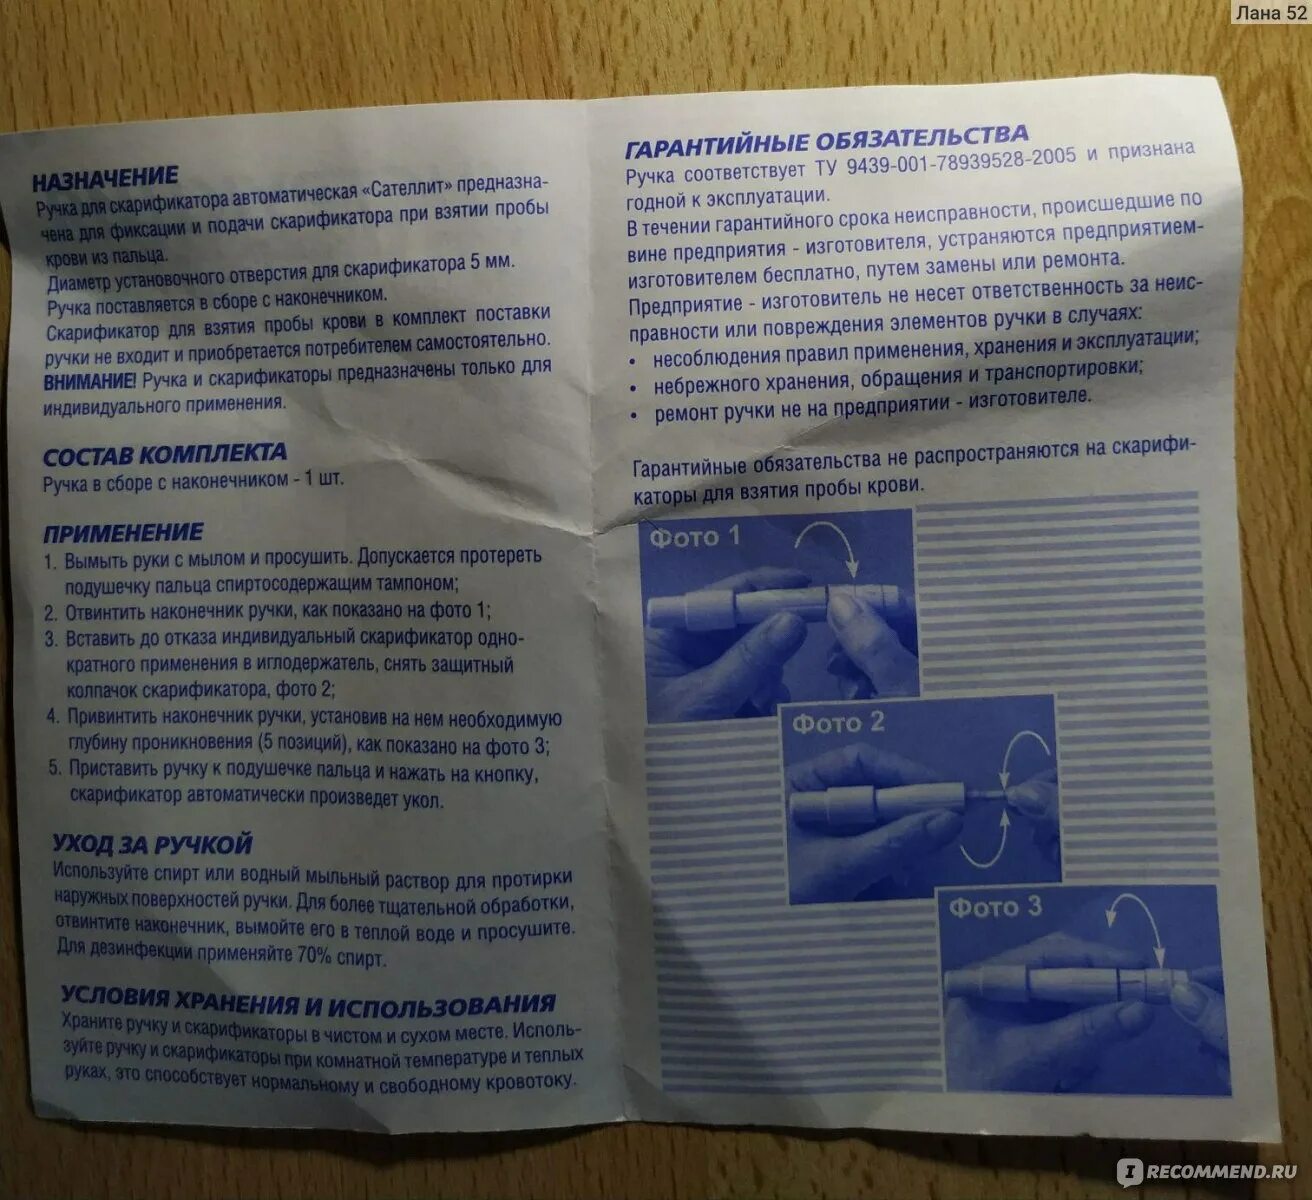 Лана 52
НАЗНАЧЕНИЕ
Ручка для скарификатора автоматическая «Сателлит» предназна-
чена для фиксации и подачи скарификатора при взятии пробы
крови из пальца.
Диаметр установочного отверстия для скарификатора 5 мм.
Ручка поставляется в сборе с наконечником.
Скарификатор для взятия пробы крови в комплект поставки
ручки не входит и приобретается потребителем самостоятельно.
ВНИМАНИЕ! Ручка и скарификаторы предназначены только для
индивидуального применения.
СОСТАВ КОМПЛЕКТА
Ручка в сборе с наконечником - 1 шт.
ПРИМЕНЕНИЕ
1. Вымыть руки с мылом и просушить. Допускается протереть
подушечку пальца спиртосодержащим тампоном;
2. Отвинтить наконечник ручки, как показано на фото 1;
3. Вставить до отказа индивидуальный скарификатор одно-
кратного применения в иглодержатель, снять защитный
колпачок скарификатора, фото 2;
4. Привинтить наконечник ручки, установив на нем необходимую
глубину проникновения (5 позиций), как показано на фото 3;
5. Приставить ручку к подушечке пальца и нажать на кнопку,
скарификатор автоматически произведет укол.
УХОД ЗА РУЧКОЙ
Используйте спирт или водный мыльный раствор для протирки
наружных поверхностей ручки. Для более тщательной обработки,
отвинтите наконечник, вымойте его в теплой воде и просушите.
Для дезинфекции применяйте 70% спирт.
УСЛОВИЯ ХРАНЕНИЯ И ИСПОЛЬЗОВАНИЯ
Храните ручку и скарификаторы в чистом и сухом месте. Исполь-
зуйте ручку и скарификаторы при комнатной температуре и теплых
руках, это способствует нормальному и свободному кровотоку.
ГАРАНТИЙНЫЕ ОБЯЗАТЕЛЬСТВА
Ручка соответствует ТУ 9439-001-78939528-2005 и признана
годной к эксплуатации.
В течении гарантийного срока неисправности, происшедшие по
вине предприятия - изготовителя, устраняются предприятием-
изготовителем бесплатно, путем замены или ремонта.
Предприятие - изготовитель не несет ответственность за неис-
правности или повреждения элементов ручки в случаях:
• несоблюдения правил применения, хранения и эксплуатации;
• небрежного хранения, обращения и транспортировки;
• ремонт ручки не на предприятии - изготовителе.
Гарантийные обязательства не распространяются на скарифи-
каторы для взятия пробы крови.
Фото 1
Фото 2
Фото 3
IRECOMMEND.RU